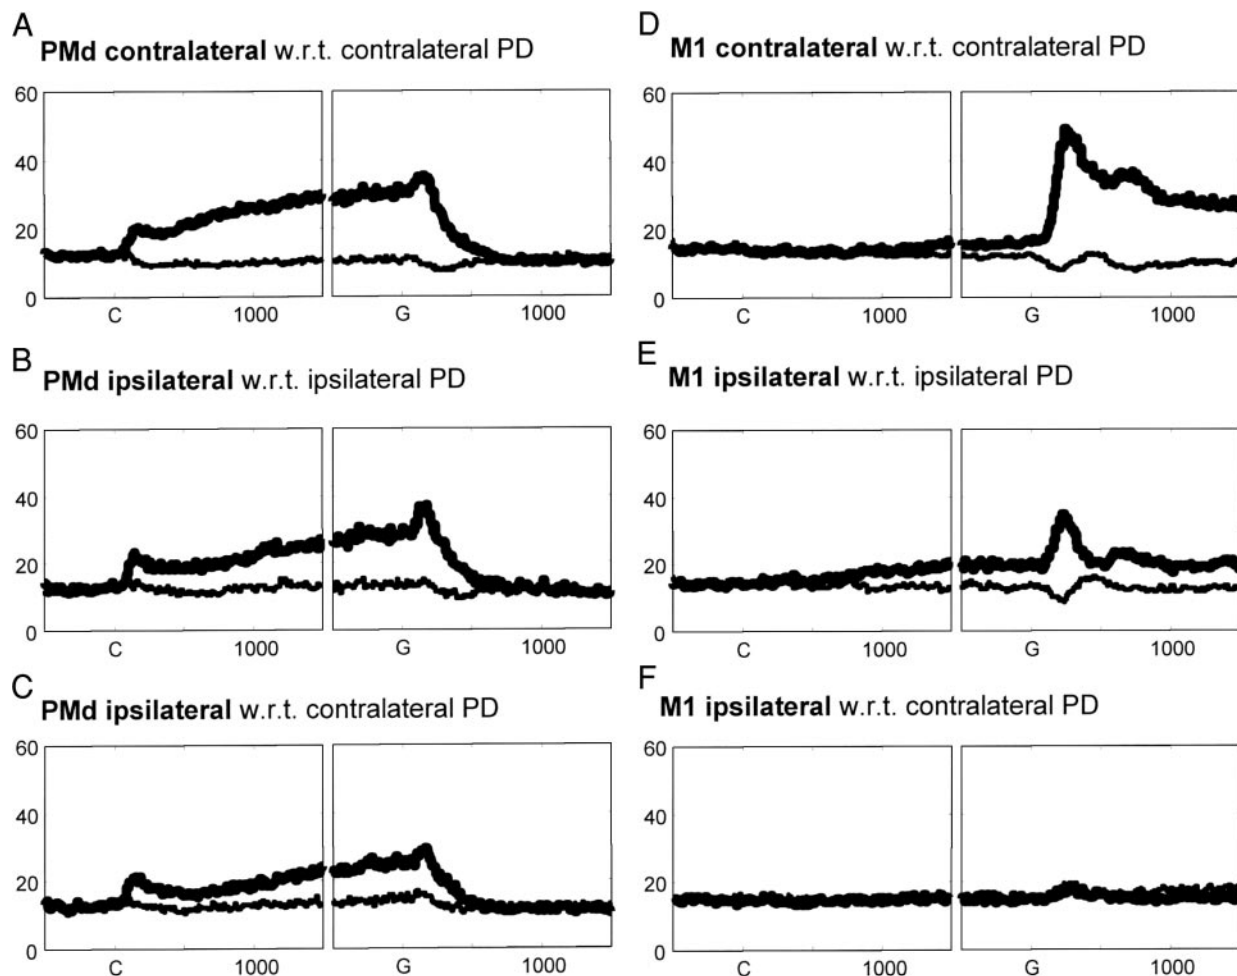 A
PMd contralateral w.r.t. contralateral PD
60
40
20
0
C 1000 G 1000
B
PMd ipsilateral w.r.t. ipsilateral PD
60
40
20
0
C 1000 G 1000
C
PMd ipsilateral w.r.t. contralateral PD
60
40
20
0
C 1000 G 1000
D
M1 contralateral w.r.t. contralateral PD
60
40
20
0
C 1000 G 1000
E
M1 ipsilateral w.r.t. ipsilateral PD
60
40
20
0
C 1000 G 1000
F
M1 ipsilateral w.r.t. contralateral PD
60
40
20
0
C 1000 G 1000